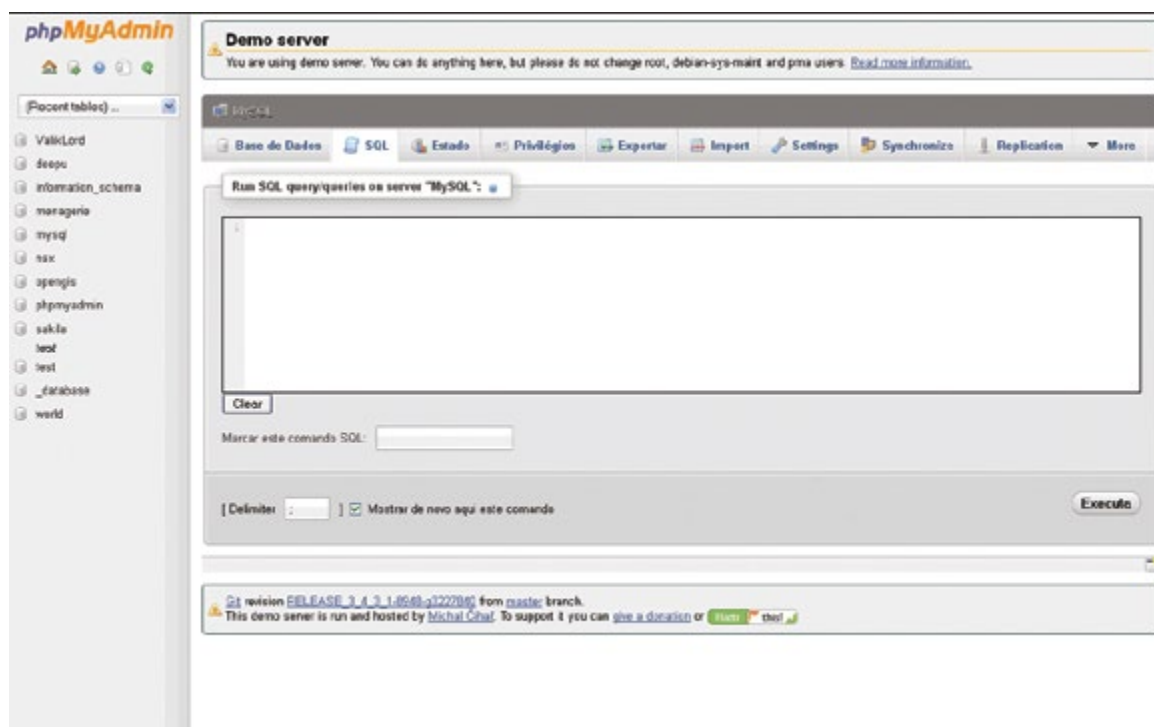 phpMyAdmin
(Recent tables) ...
ValikLord
deepu
information_schema
menagerie
mysql
nsx
opengis
phpmyadmin
sakila
test
test
_database
world
Demo server
You are using demo server. You can do anything here, but please do not change root, debian-sys-maint and pma users. Read more information.
MySQL
Base de Dados SQL Estado Privilégios Exportar Import Settings Synchronize Replication More
Run SQL query/queries on server "MySQL":
1
Clear
Marcar este comando SQL:
[ Delimiter ; ] Mostrar de novo aqui este comando
Execute
Git revision from master branch.
This demo server is run and hosted by Michal Čihař. To support it you can give a donation or this!